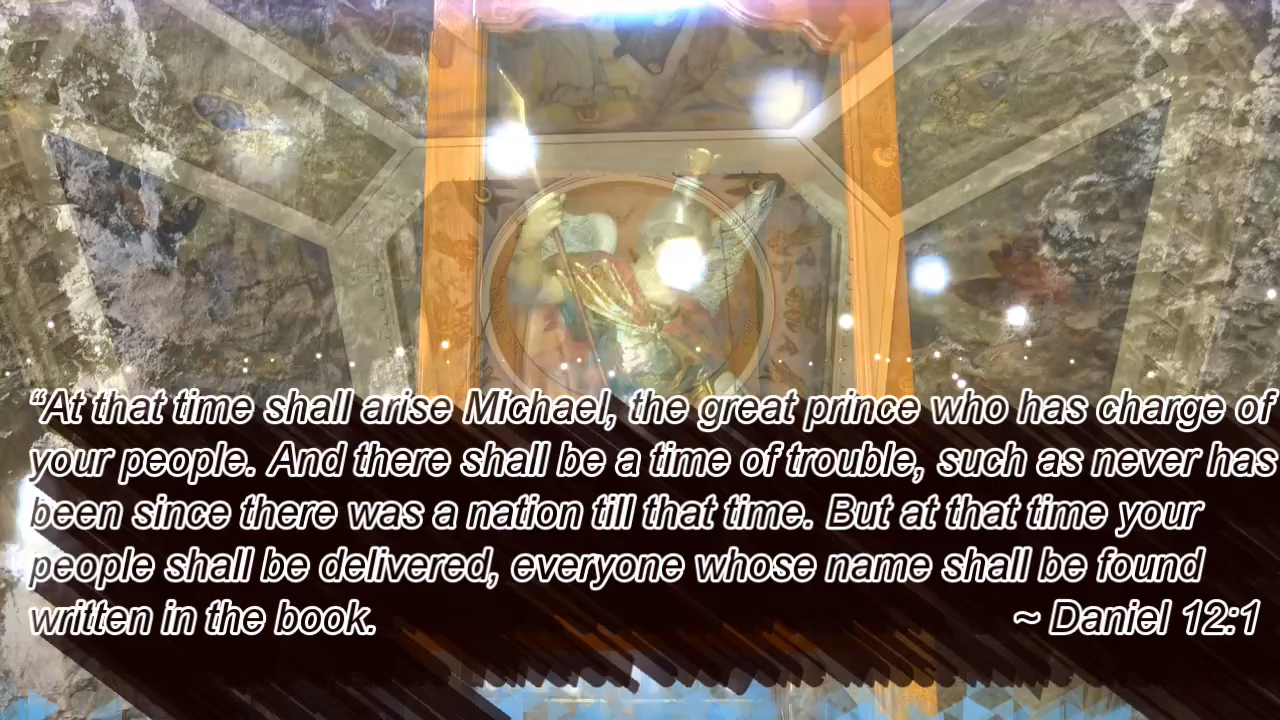 “At that time shall arise Michael, the great prince who has charge of
your people. And there shall be a time of trouble, such as never has
been since there was a nation till that time. But at that time your
people shall be delivered, everyone whose name shall be found
written in the book. ~ Daniel 12:1